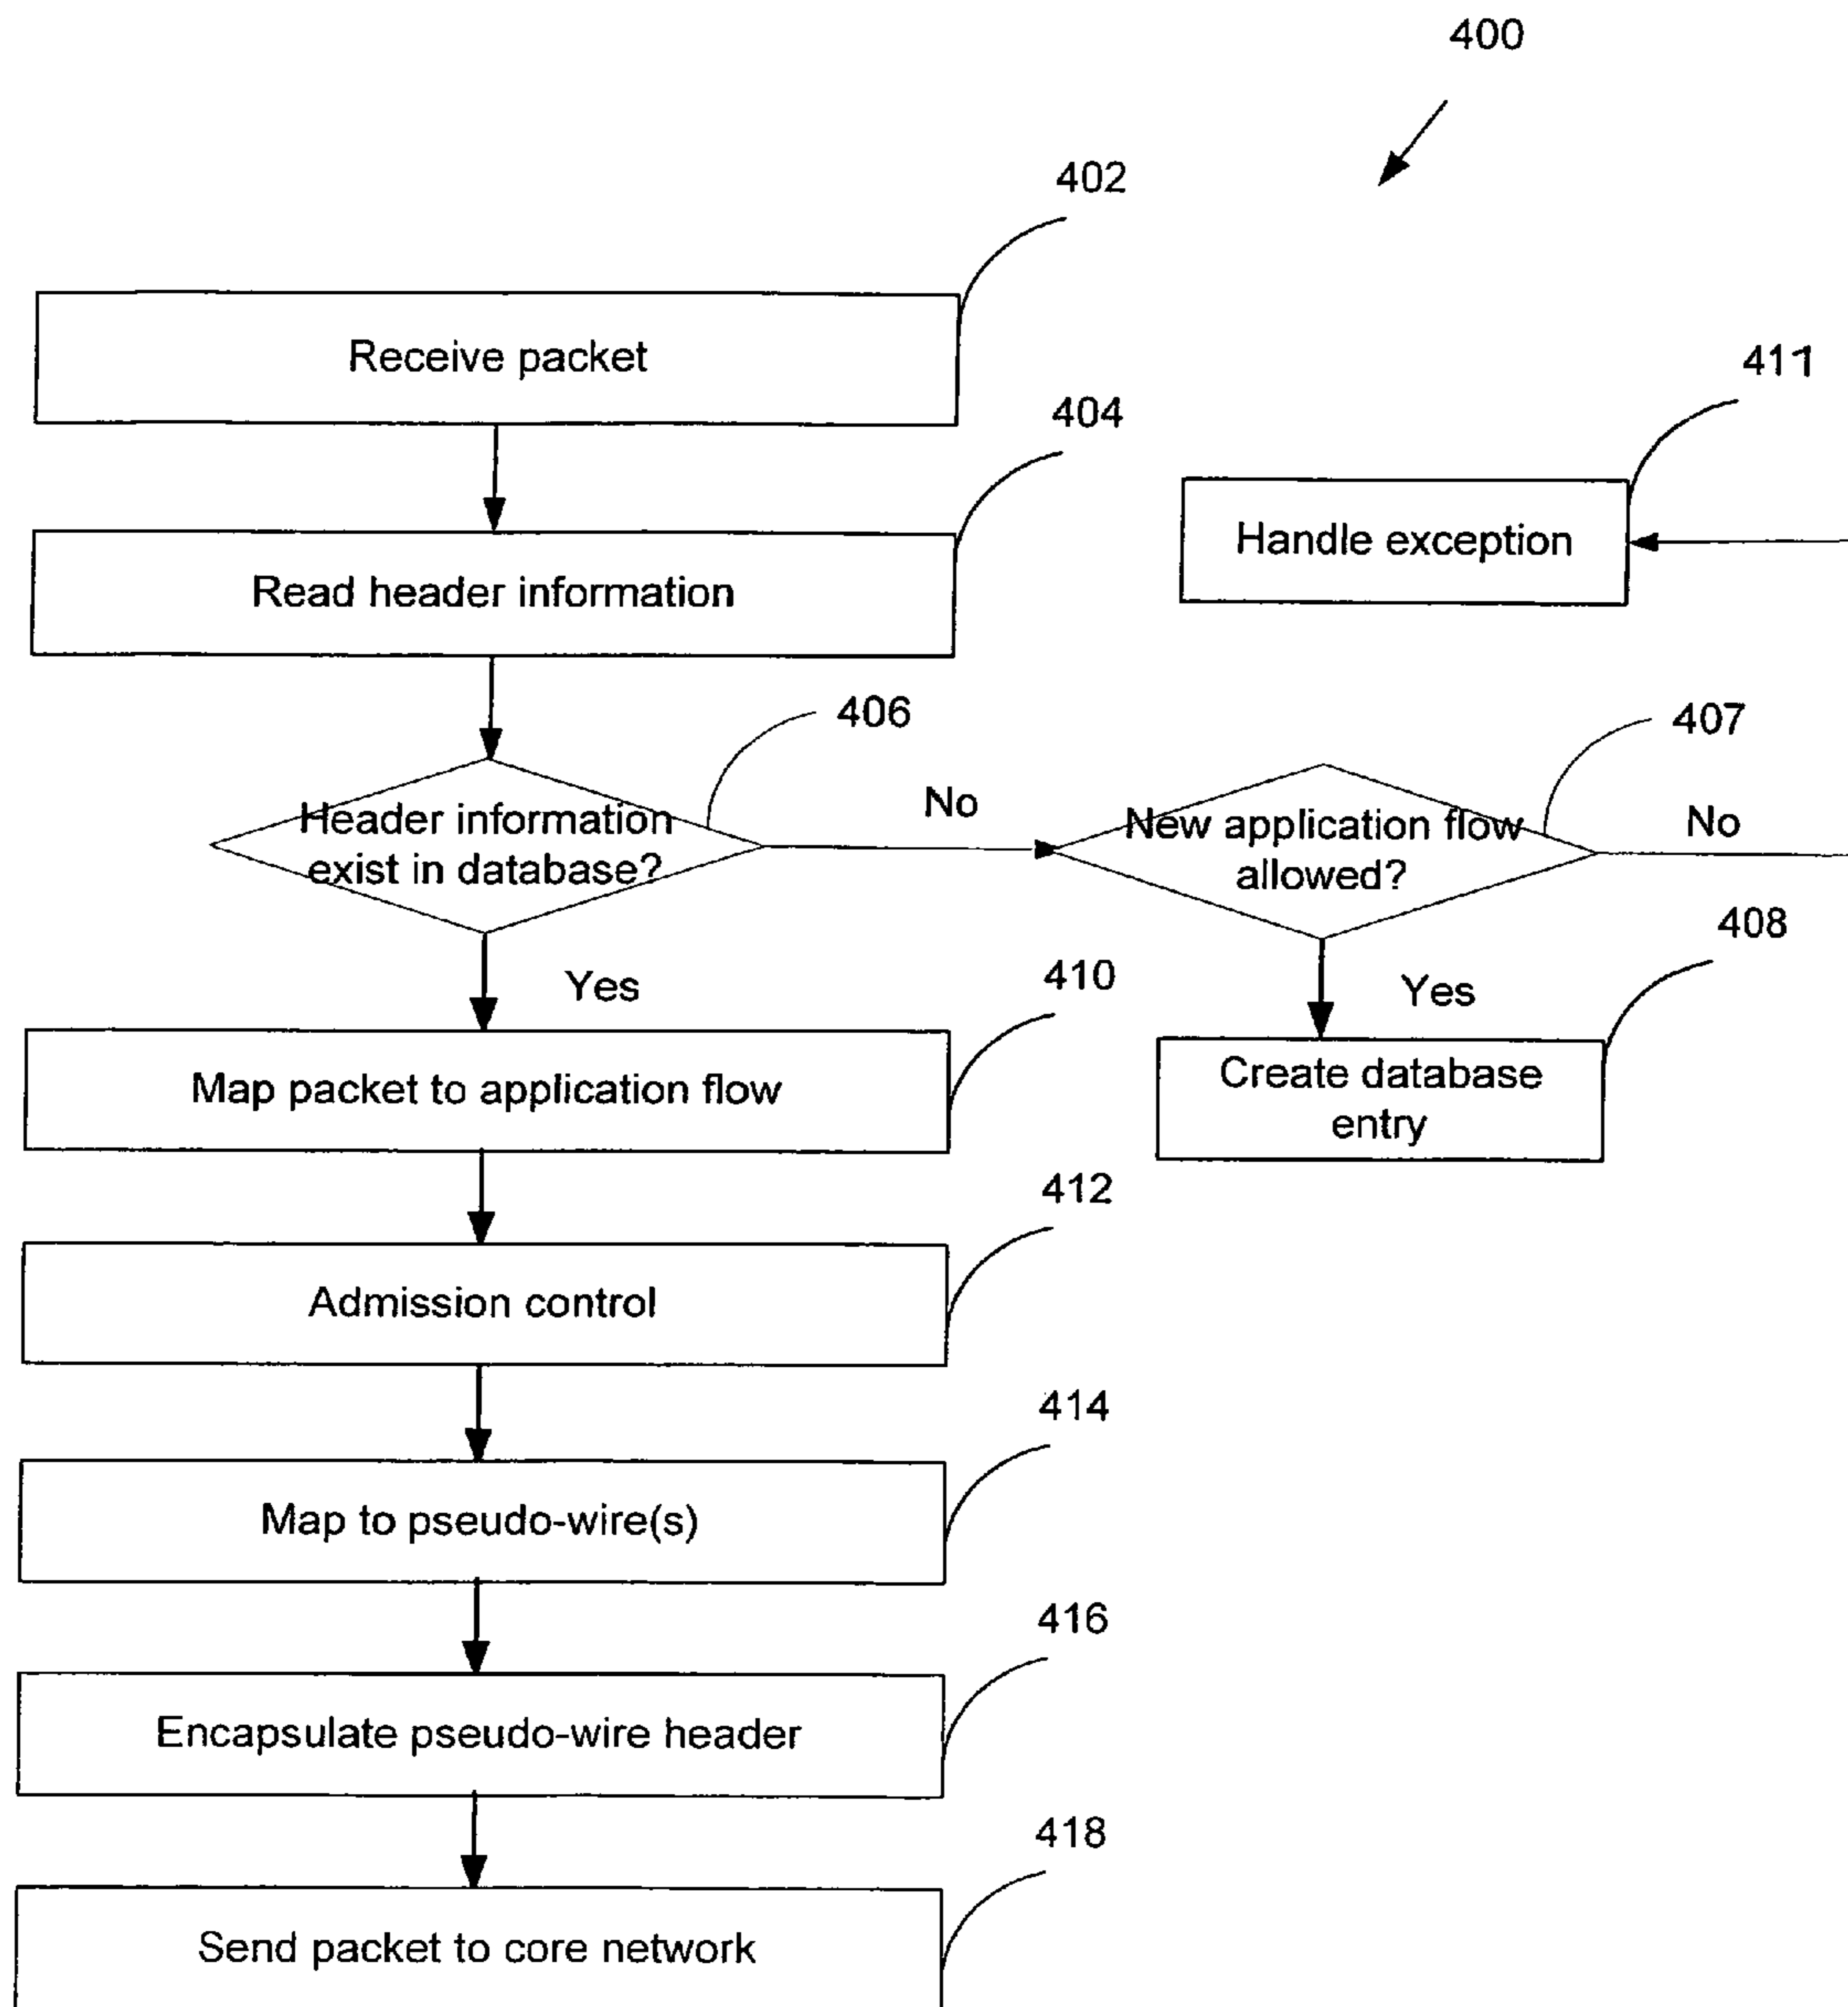 400
402
Receive packet
411
404
Handle exception
Read header information
406
407
No
Header information
exist in database?
New application flow
allowed?
No
408
410
Yes
Yes
Map packet to application flow
Create database
entry
412
Admission control
414
Map to pseudo-wire(s)
416
Encapsulate pseudo-wire header
418
Send packet to core network